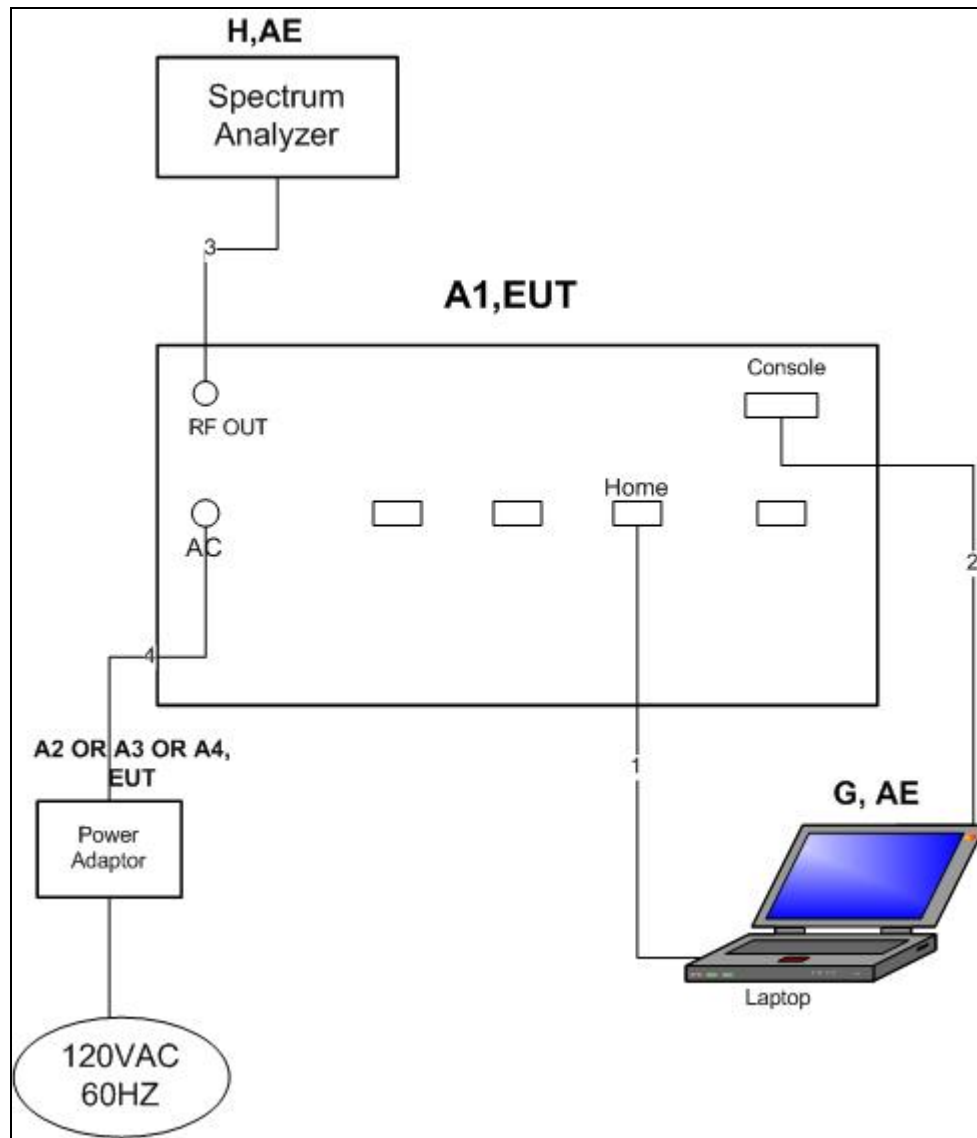 H,AE
Spectrum
Analyzer
3
A1,EUT
Console
RF OUT
Home
AC
2
4
A2 OR A3 OR A4,
EUT
1
G, AE
Power
Adaptor
Laptop
120VAC
60HZ